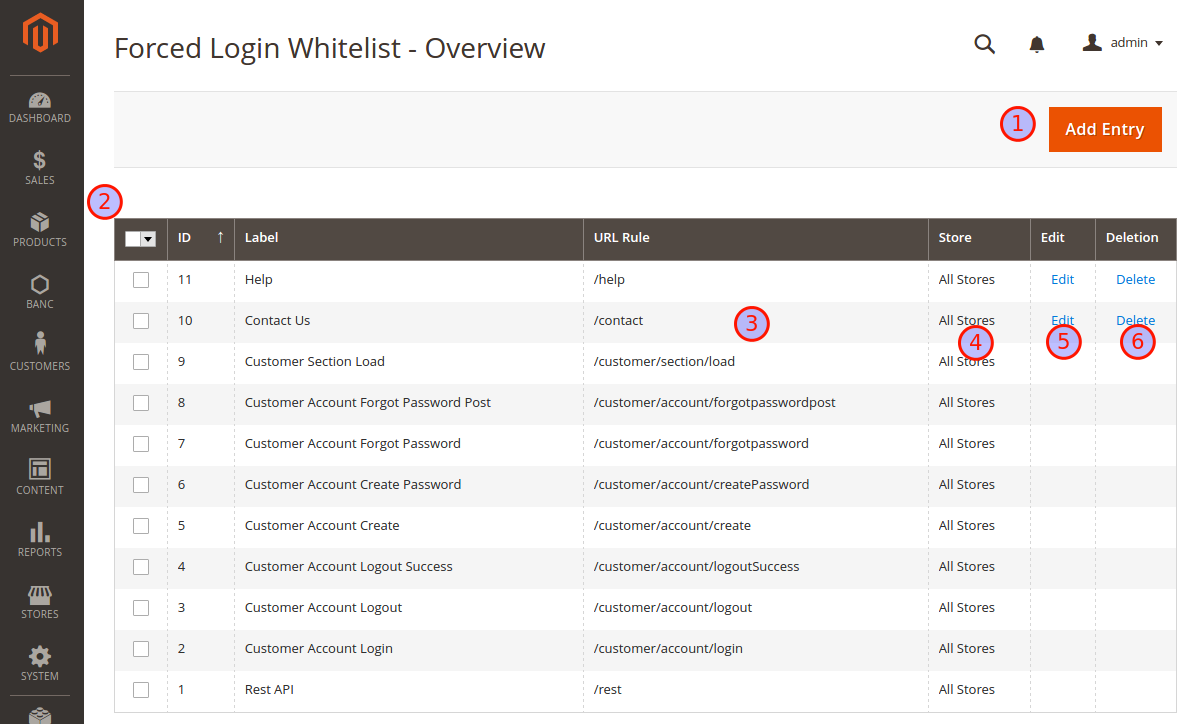 Forced Login Whitelist - Overview
admin
DASHBOARD
SALES
PRODUCTS
BANC
CUSTOMERS
MARKETING
CONTENT
REPORTS
STORES
SYSTEM
1
Add Entry
2
ID ↑ Label URL Rule Store Edit Deletion
11 Help /help All Stores Edit Delete
10 Contact Us /contact All Stores Edit Delete
3
4
5
6
9 Customer Section Load /customer/section/load All Stores
8 Customer Account Forgot Password Post /customer/account/forgotpasswordpost All Stores
7 Customer Account Forgot Password /customer/account/forgotpassword All Stores
6 Customer Account Create Password /customer/account/createPassword All Stores
5 Customer Account Create /customer/account/create All Stores
4 Customer Account Logout Success /customer/account/logoutSuccess All Stores
3 Customer Account Logout /customer/account/logout All Stores
2 Customer Account Login /customer/account/login All Stores
1 Rest API /rest All Stores